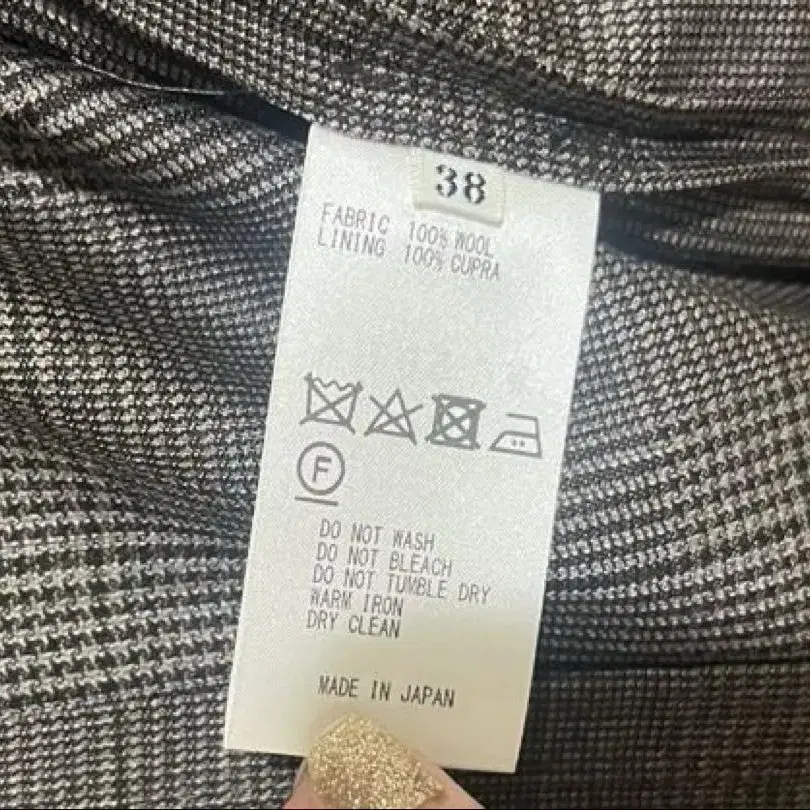 38
FABRIC 100% WOOL
LINING 100% CUPRA
F
DO NOT WASH
DO NOT BLEACH
DO NOT TUMBLE DRY
WARM IRON
DRY CLEAN
MADE IN JAPAN